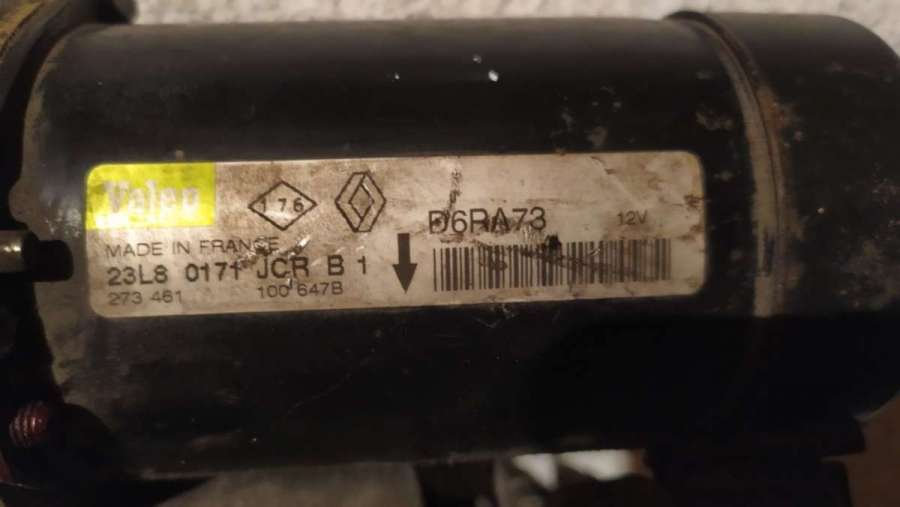 Valeo 176 D6RA73 12V
MADE IN FRANCE
23L8 0171 JCR B 1
273 461 100 647B